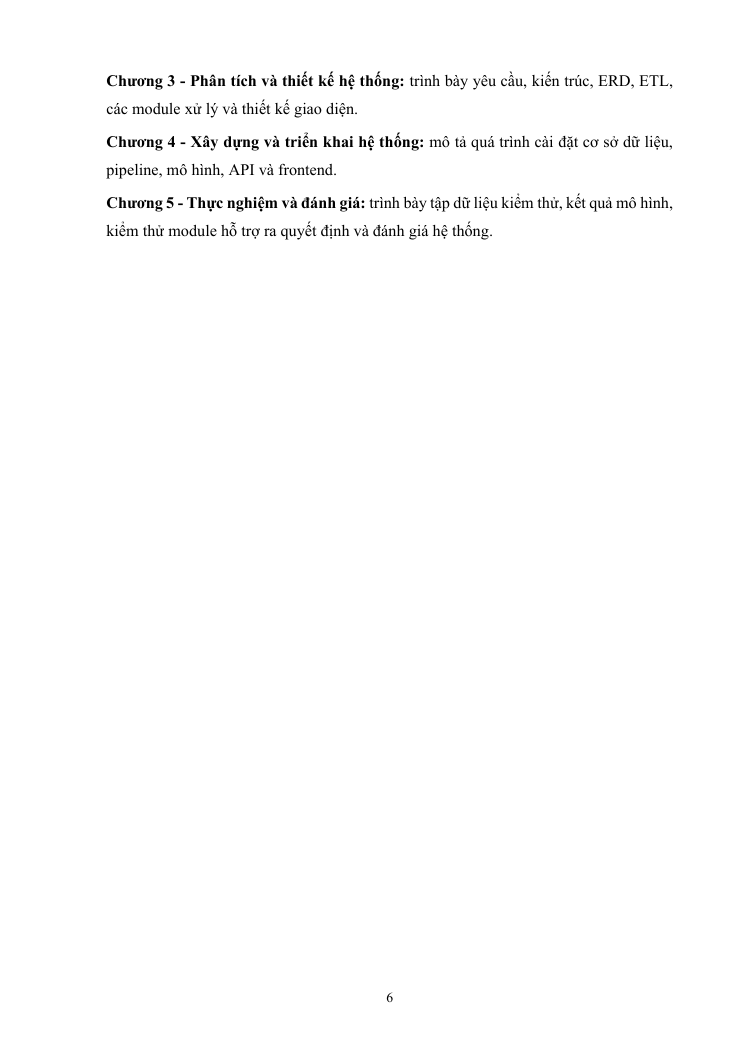 Chương 3 - Phân tích và thiết kế hệ thống: trình bày yêu cầu, kiến trúc, ERD, ETL,
các module xử lý và thiết kế giao diện.
Chương 4 - Xây dựng và triển khai hệ thống: mô tả quá trình cài đặt cơ sở dữ liệu,
pipeline, mô hình, API và frontend.
Chương 5 - Thực nghiệm và đánh giá: trình bày tập dữ liệu kiểm thử, kết quả mô hình,
kiểm thử module hỗ trợ ra quyết định và đánh giá hệ thống.
6